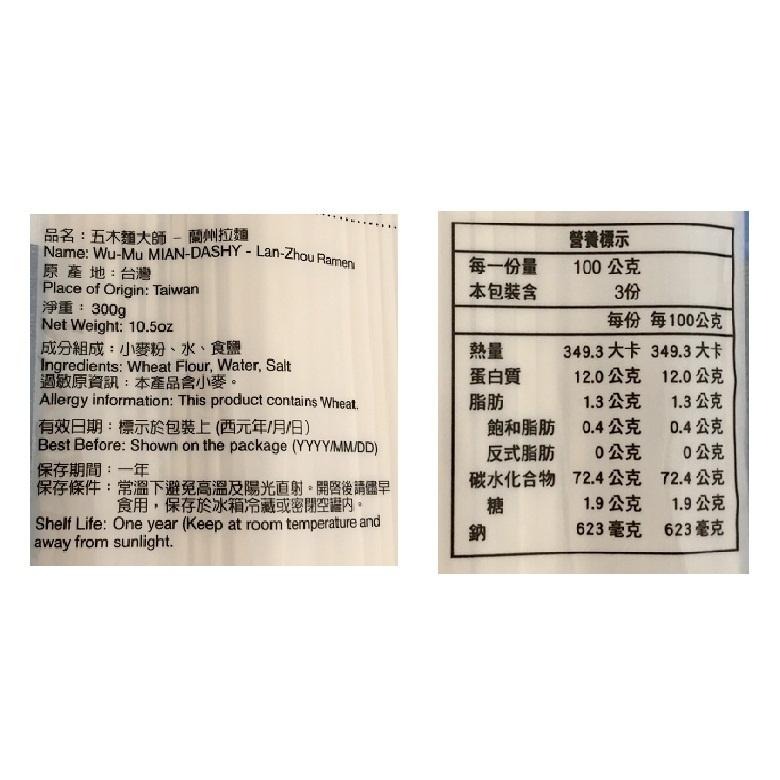 品名：五木麵大師 – 蘭州拉麵
Name: Wu-Mu MIAN-DASHY - Lan-Zhou Ramen
原 產 地：台灣
Place of Origin: Taiwan
淨重：300g
Net Weight: 10.5oz
成分組成：小麥粉、水、食鹽
Ingredients: Wheat Flour, Water, Salt
過敏原資訊：本產品含小麥。
Allergy information: This product contains Wheat.
有效日期：標示於包裝上 (西元年/月/日)
Best Before: Shown on the package (YYYY/MM/DD)
保存期間：一年
保存條件：常溫下避免高溫及陽光直射。開啓後請儘早
食用，保存於冰箱冷藏或密閉空罐內。
Shelf Life: One year (Keep at room temperature and
away from sunlight.
營養標示
每一份量 100 公克
本包裝含 3份
每份 每100公克
熱量 349.3 大卡 349.3 大卡
蛋白質 12.0 公克 12.0 公克
脂肪 1.3 公克 1.3 公克
飽和脂肪 0.4 公克 0.4 公克
反式脂肪 0 公克 0 公克
碳水化合物 72.4 公克 72.4 公克
糖 1.9 公克 1.9 公克
鈉 623 毫克 623 毫克